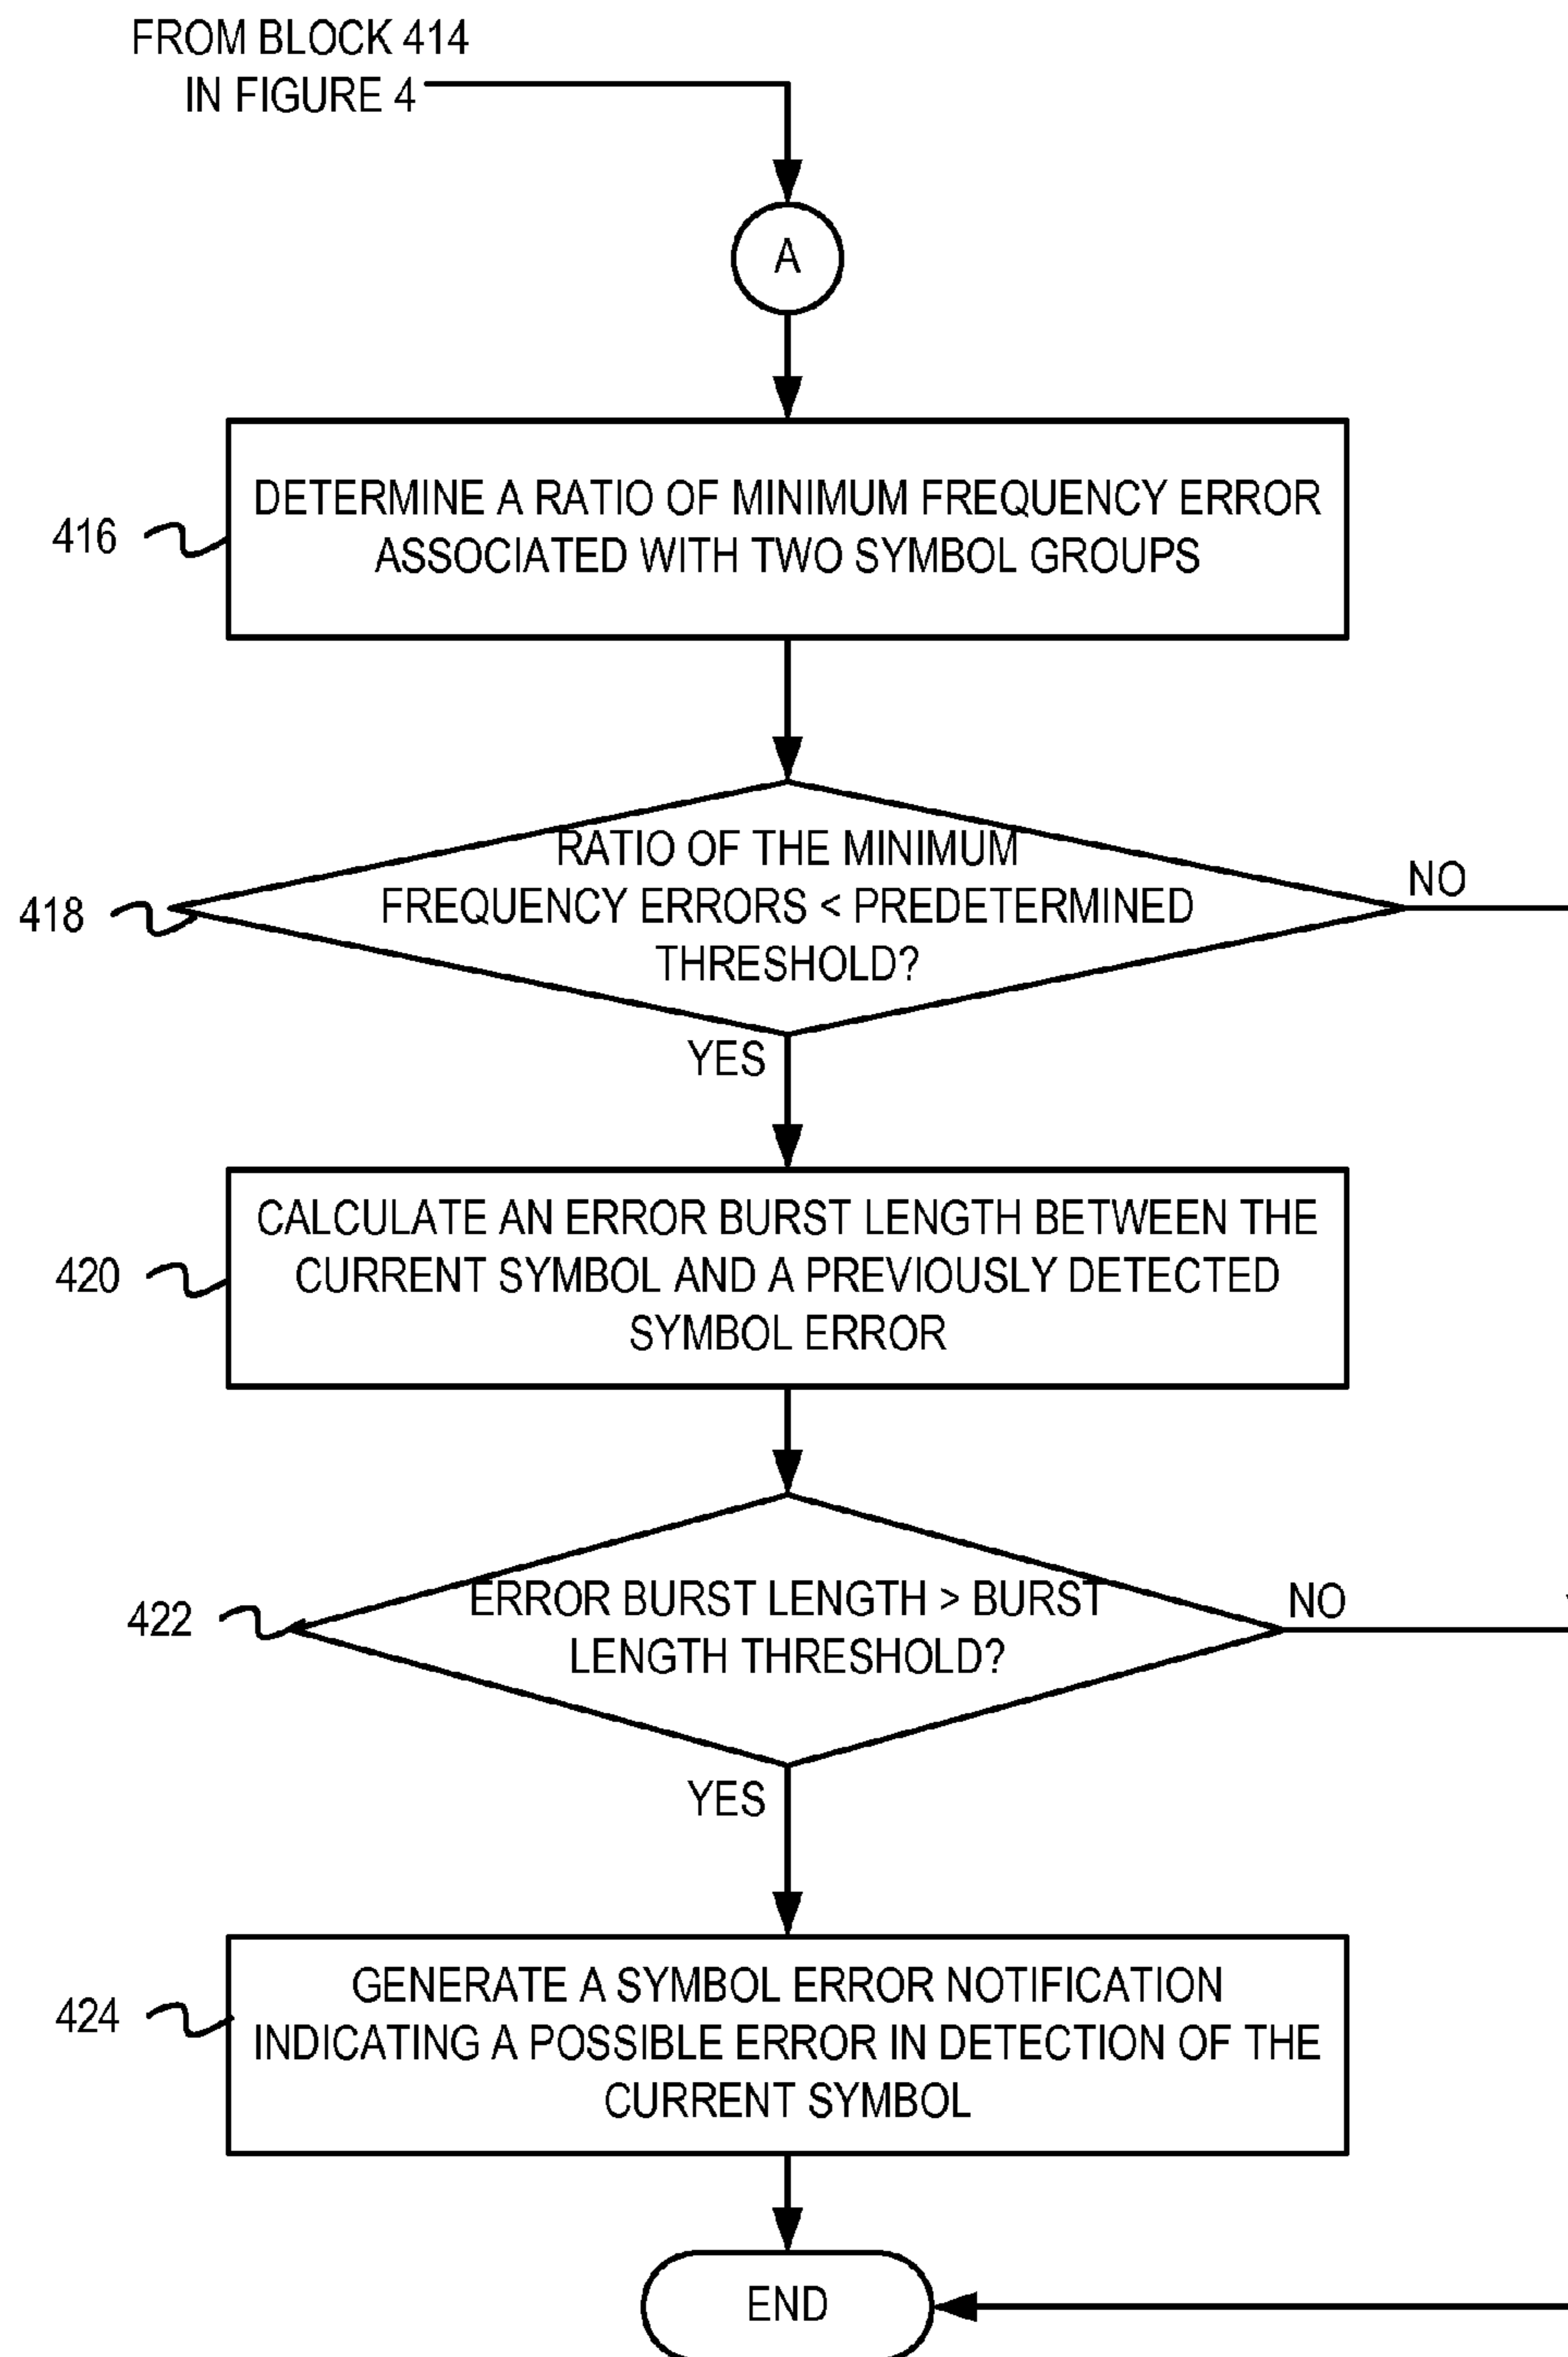 FROM BLOCK 414
IN FIGURE 4
A
416
DETERMINE A RATIO OF MINIMUM FREQUENCY ERROR
ASSOCIATED WITH TWO SYMBOL GROUPS
418
RATIO OF THE MINIMUM
FREQUENCY ERRORS < PREDETERMINED
THRESHOLD?
NO
YES
420
CALCULATE AN ERROR BURST LENGTH BETWEEN THE
CURRENT SYMBOL AND A PREVIOUSLY DETECTED
SYMBOL ERROR
422
ERROR BURST LENGTH > BURST
LENGTH THRESHOLD?
NO
YES
424
GENERATE A SYMBOL ERROR NOTIFICATION
INDICATING A POSSIBLE ERROR IN DETECTION OF THE
CURRENT SYMBOL
END